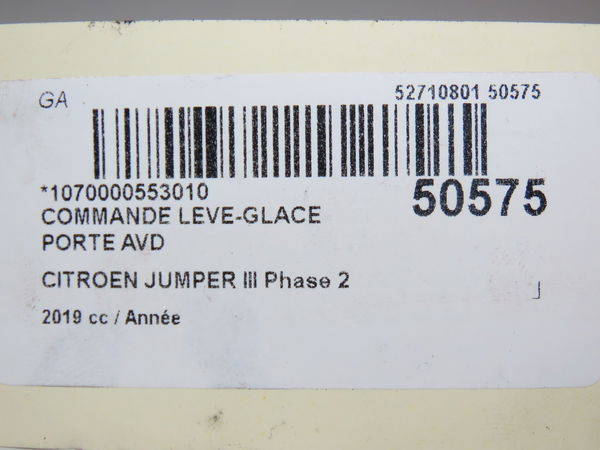 GA
52710801 50575
*1070000553010
50575
COMMANDE LEVE-GLACE
PORTE AVD
CITROEN JUMPER III Phase 2
2019 cc / Année